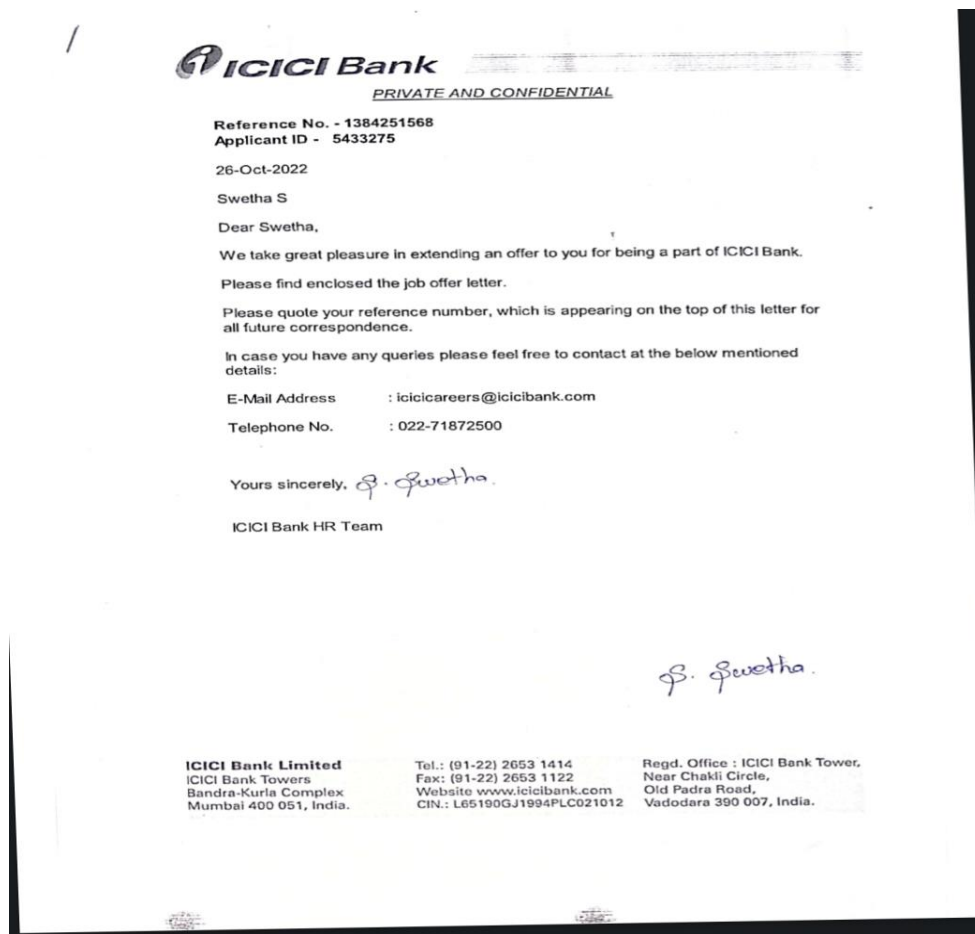 ICICI Bank
PRIVATE AND CONFIDENTIAL
Reference No. - 1384251568
Applicant ID - 5433275
26-Oct-2022
Swetha S
Dear Swetha,
We take great pleasure in extending an offer to you for being a part of ICICI Bank.
Please find enclosed the job offer letter.
Please quote your reference number, which is appearing on the top of this letter for
all future correspondence.
In case you have any queries please feel free to contact at the below mentioned
details:
E-Mail Address : icicicareers@icicibank.com
Telephone No. : 022-71872500
Yours sincerely, S. Swetha.
ICICI Bank HR Team
S. Swetha.
ICICI Bank Limited
ICICI Bank Towers
Bandra-Kurla Complex
Mumbai 400 051, India.
Tel.: (91-22) 2653 1414
Fax: (91-22) 2653 1122
Website www.icicibank.com
CIN.: L65190GJ1994PLC021012
Regd. Office : ICICI Bank Tower,
Near Chakli Circle,
Old Padra Road,
Vadodara 390 007, India.